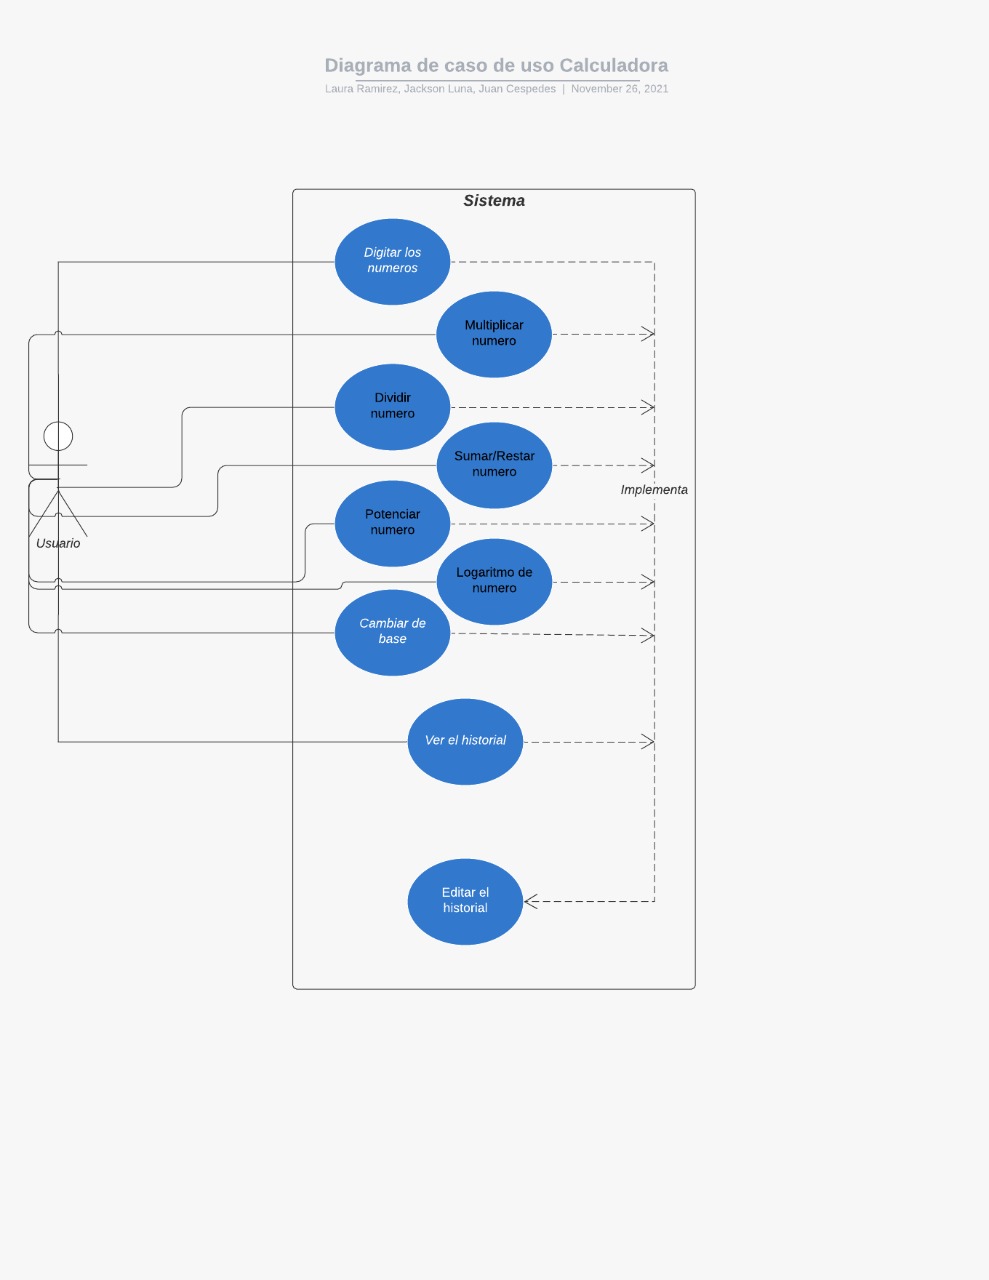 Diagrama de caso de uso Calculadora
Laura Ramirez, Jackson Luna, Juan Cespedes | November 26, 2021
Sistema
Digitar los
numeros
Multiplicar
numero
Dividir
numero
Sumar/Restar
numero
Implementa
Potenciar
numero
Usuario
Logaritmo de
numero
Cambiar de
base
Ver el historial
Editar el
historial